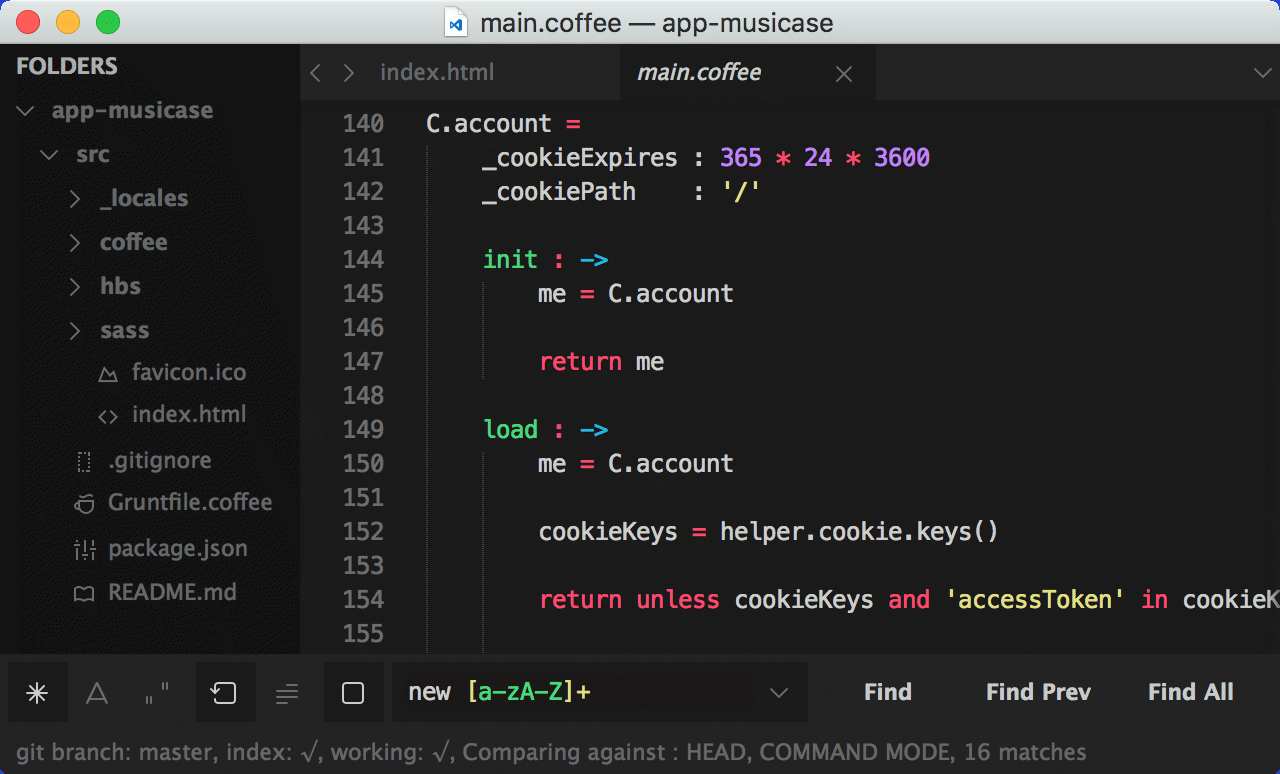 main.coffee — app-musicase
FOLDERS
app-musicase
src
_locales
coffee
hbs
sass
favicon.ico
index.html
.gitignore
Gruntfile.coffee
package.json
README.md
index.html
main.coffee
140 C.account =
141 _cookieExpires : 365 * 24 * 3600
142 _cookiePath : '/'
143
144 init : ->
145 me = C.account
146
147 return me
148
149 load : ->
150 me = C.account
151
152 cookieKeys = helper.cookie.keys()
153
154 return unless cookieKeys and 'accessToken' in cookieK
155
new [a-zA-Z]+
Find
Find Prev
Find All
git branch: master, index: √, working: √, Comparing against : HEAD, COMMAND MODE, 16 matches